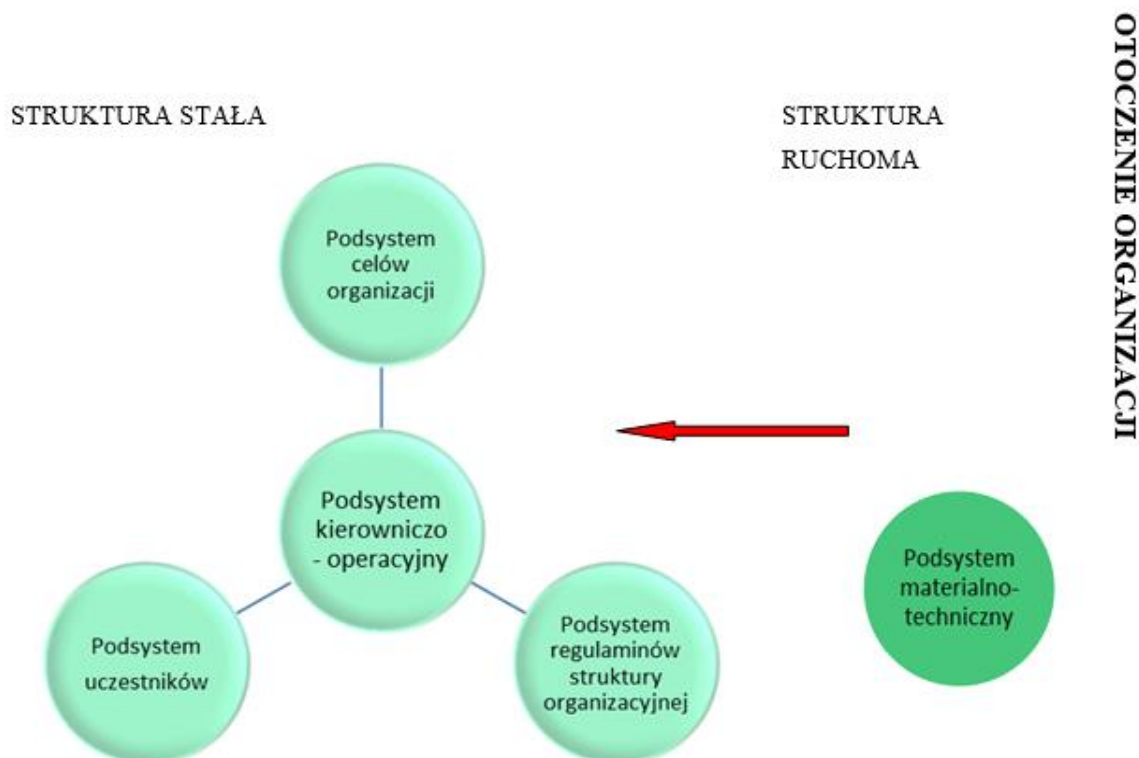 STRUKTURA STAŁA
STRUKTURA
RUCHOMA
OTOCZENIE ORGANIZACJI
Podsystem
celów
organizacji
Podsystem
kierowniczo
- operacyjny
Podsystem
uczestników
Podsystem
regulaminów
struktury
organizacyjnej
Podsystem
materialno-
techniczny